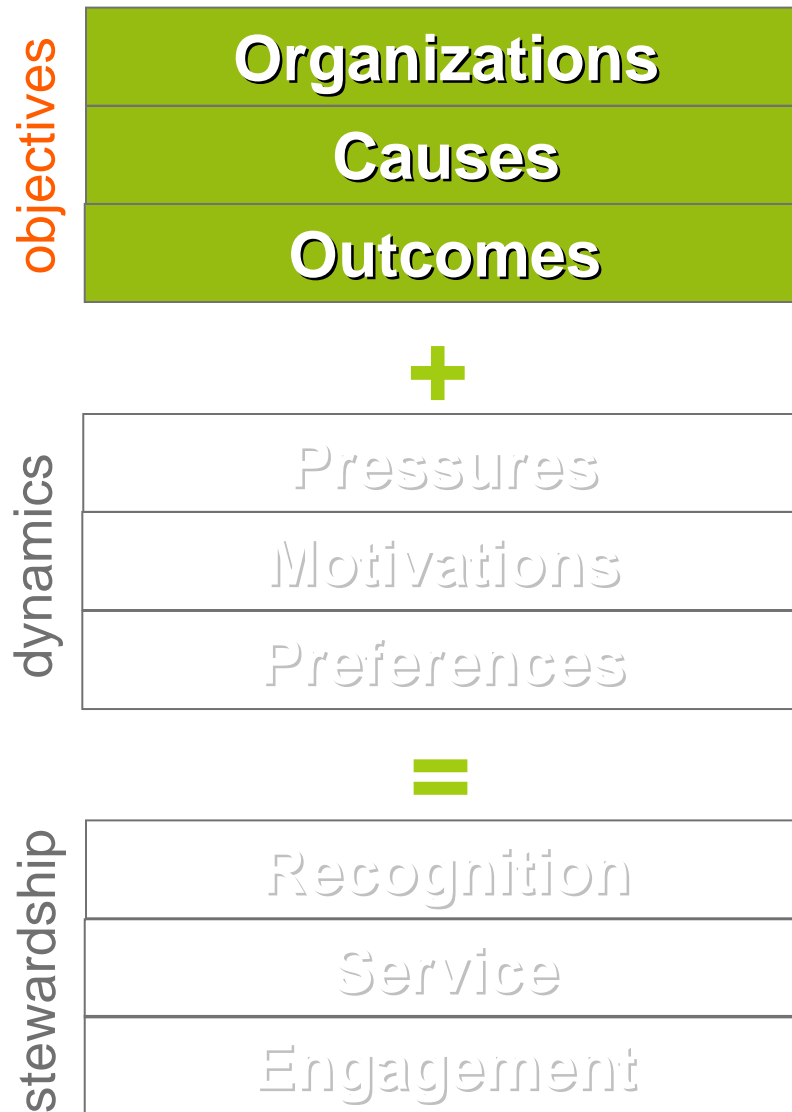 objectives
Organizations
Causes
Outcomes
+
dynamics
Pressures
Motivations
Preferences
=
stewardship
Recognition
Service
Engagement